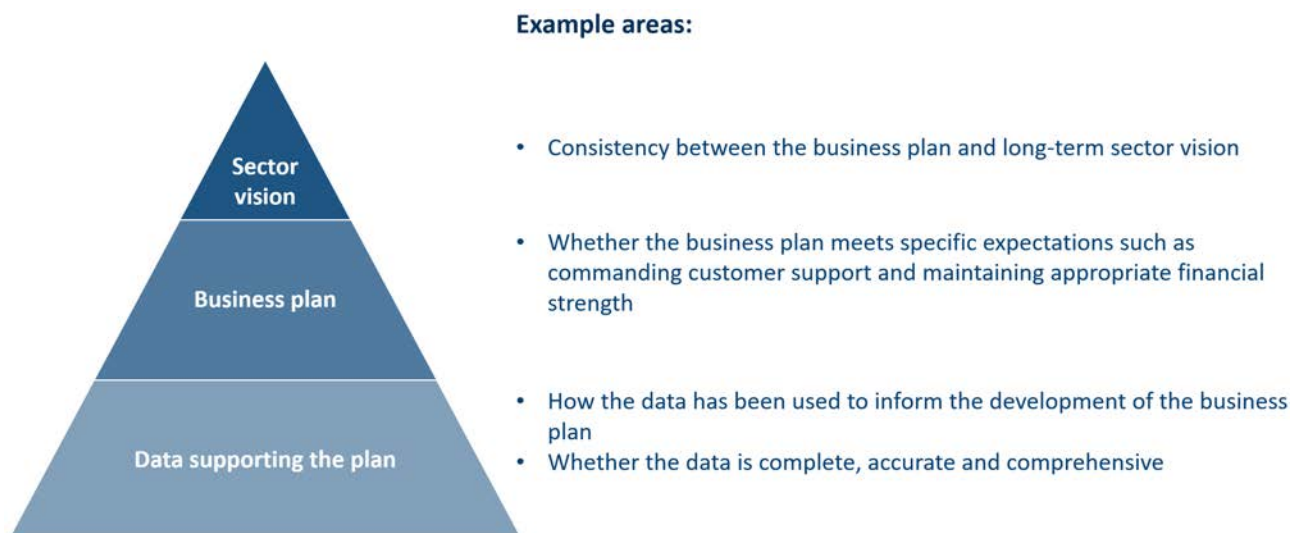 Example areas:
Sector
vision
• Consistency between the business plan and long-term sector vision
Business plan
• Whether the business plan meets specific expectations such as
commanding customer support and maintaining appropriate financial
strength
Data supporting the plan
• How the data has been used to inform the development of the business
plan
• Whether the data is complete, accurate and comprehensive